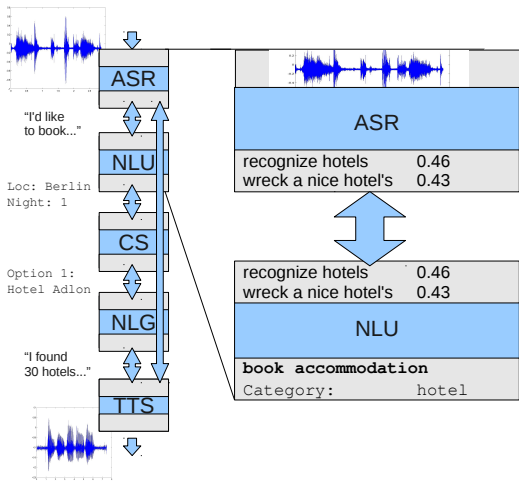 ASR
"I'd like
to book..."
NLU
Loc: Berlin
Night: 1
CS
Option 1:
Hotel Adlon
NLG
"I found
30 hotels..."
TTS
ASR
recognize hotels 0.46
wreck a nice hotel's 0.43
recognize hotels 0.46
wreck a nice hotel's 0.43
NLU
book accommodation
Category: hotel